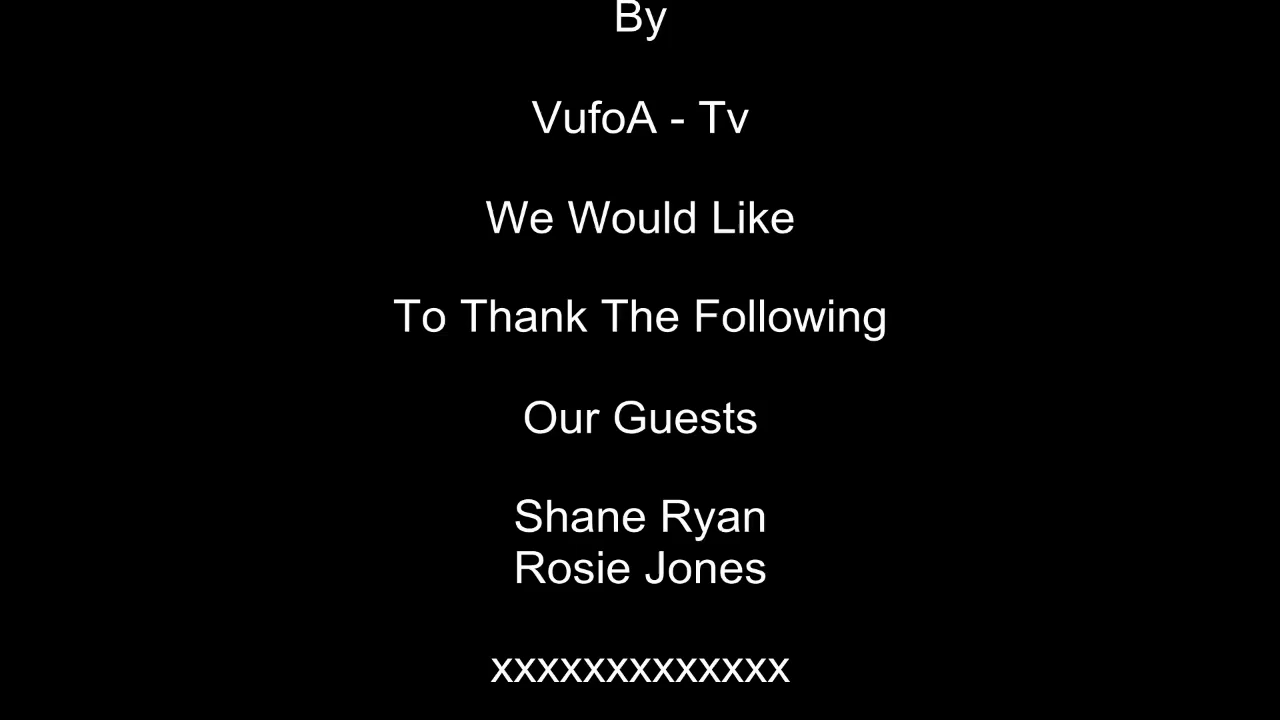 By
VufoA - Tv
We Would Like
To Thank The Following
Our Guests
Shane Ryan
Rosie Jones
xxxxxxxxxxxxx